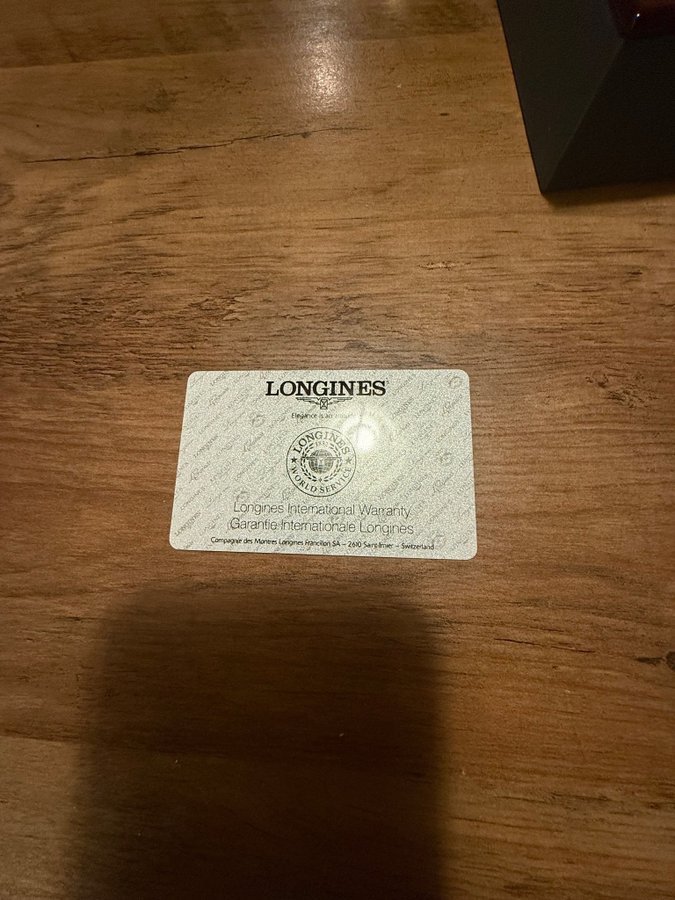 LONGINES
Elegance is an
LONGINES
WORLD SERVICE
Longines International Warranty
Garantie Internationale Longines
Compagnie des Montres Longines Francillon SA – 2610 Saint-Imier – Switzerland